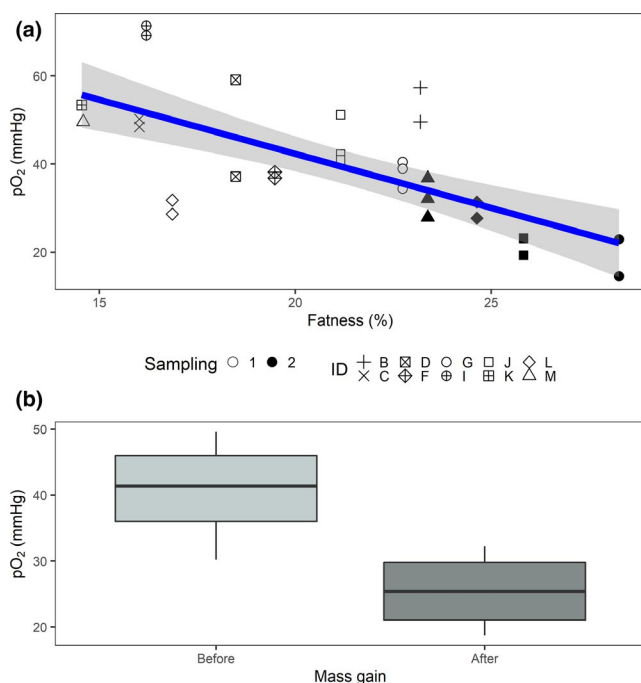 (a)
60
40
20
pO₂ (mmHg)
15 20 25
Fatness (%)
Sampling 1 2 ID B D G J L
C F I K M
(b)
50
40
30
20
pO₂ (mmHg)
Before After
Mass gain